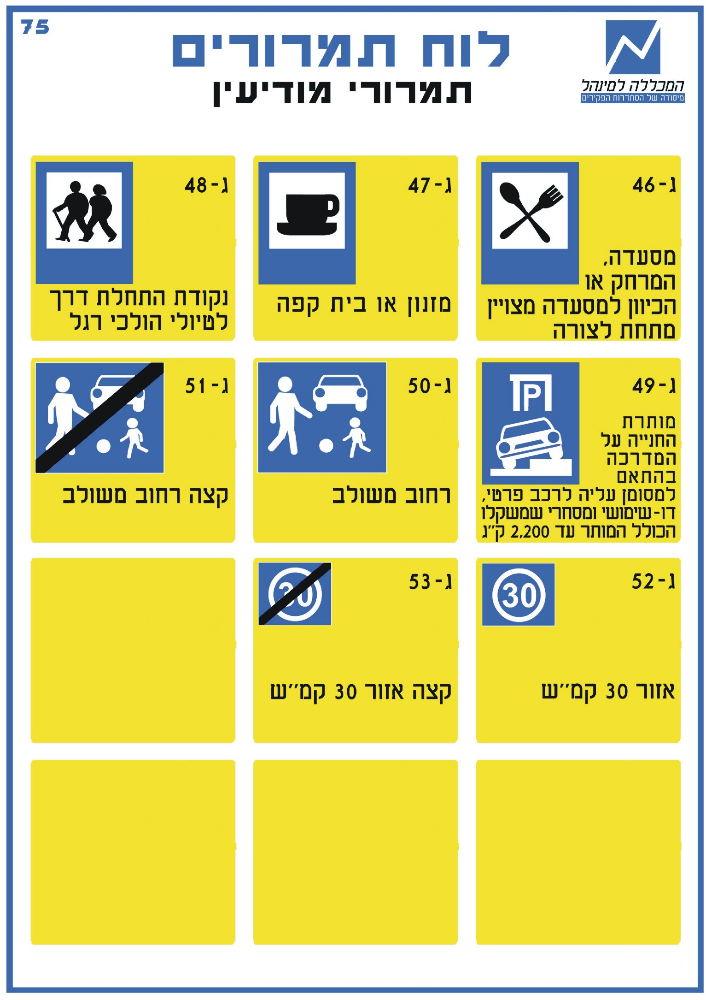 75
לוח תמרורים
תמרורי מודיעין
המכללה למינהל
מיסודה של הסתדרות הפקידים
ג-46
מסעדה,
המרחק או
הכיוון למסעדה מצויין
מתחת לצורה
ג-47
מזנון או בית קפה
ג-48
נקודת התחלת דרך
לטיולי הולכי רגל
ג-49
P
מותרת
החנייה על
המדרכה
בהתאם
למסומן עליה לרכב פרטי,
דו-שימושי ומסחרי שמשקלו
הכולל המותר עד 2,200 ק"ג
ג-50
רחוב משולב
ג-51
קצה רחוב משולב
ג-52
30
אזור 30 קמ''ש
ג-53
30
קצה אזור 30 קמ''ש